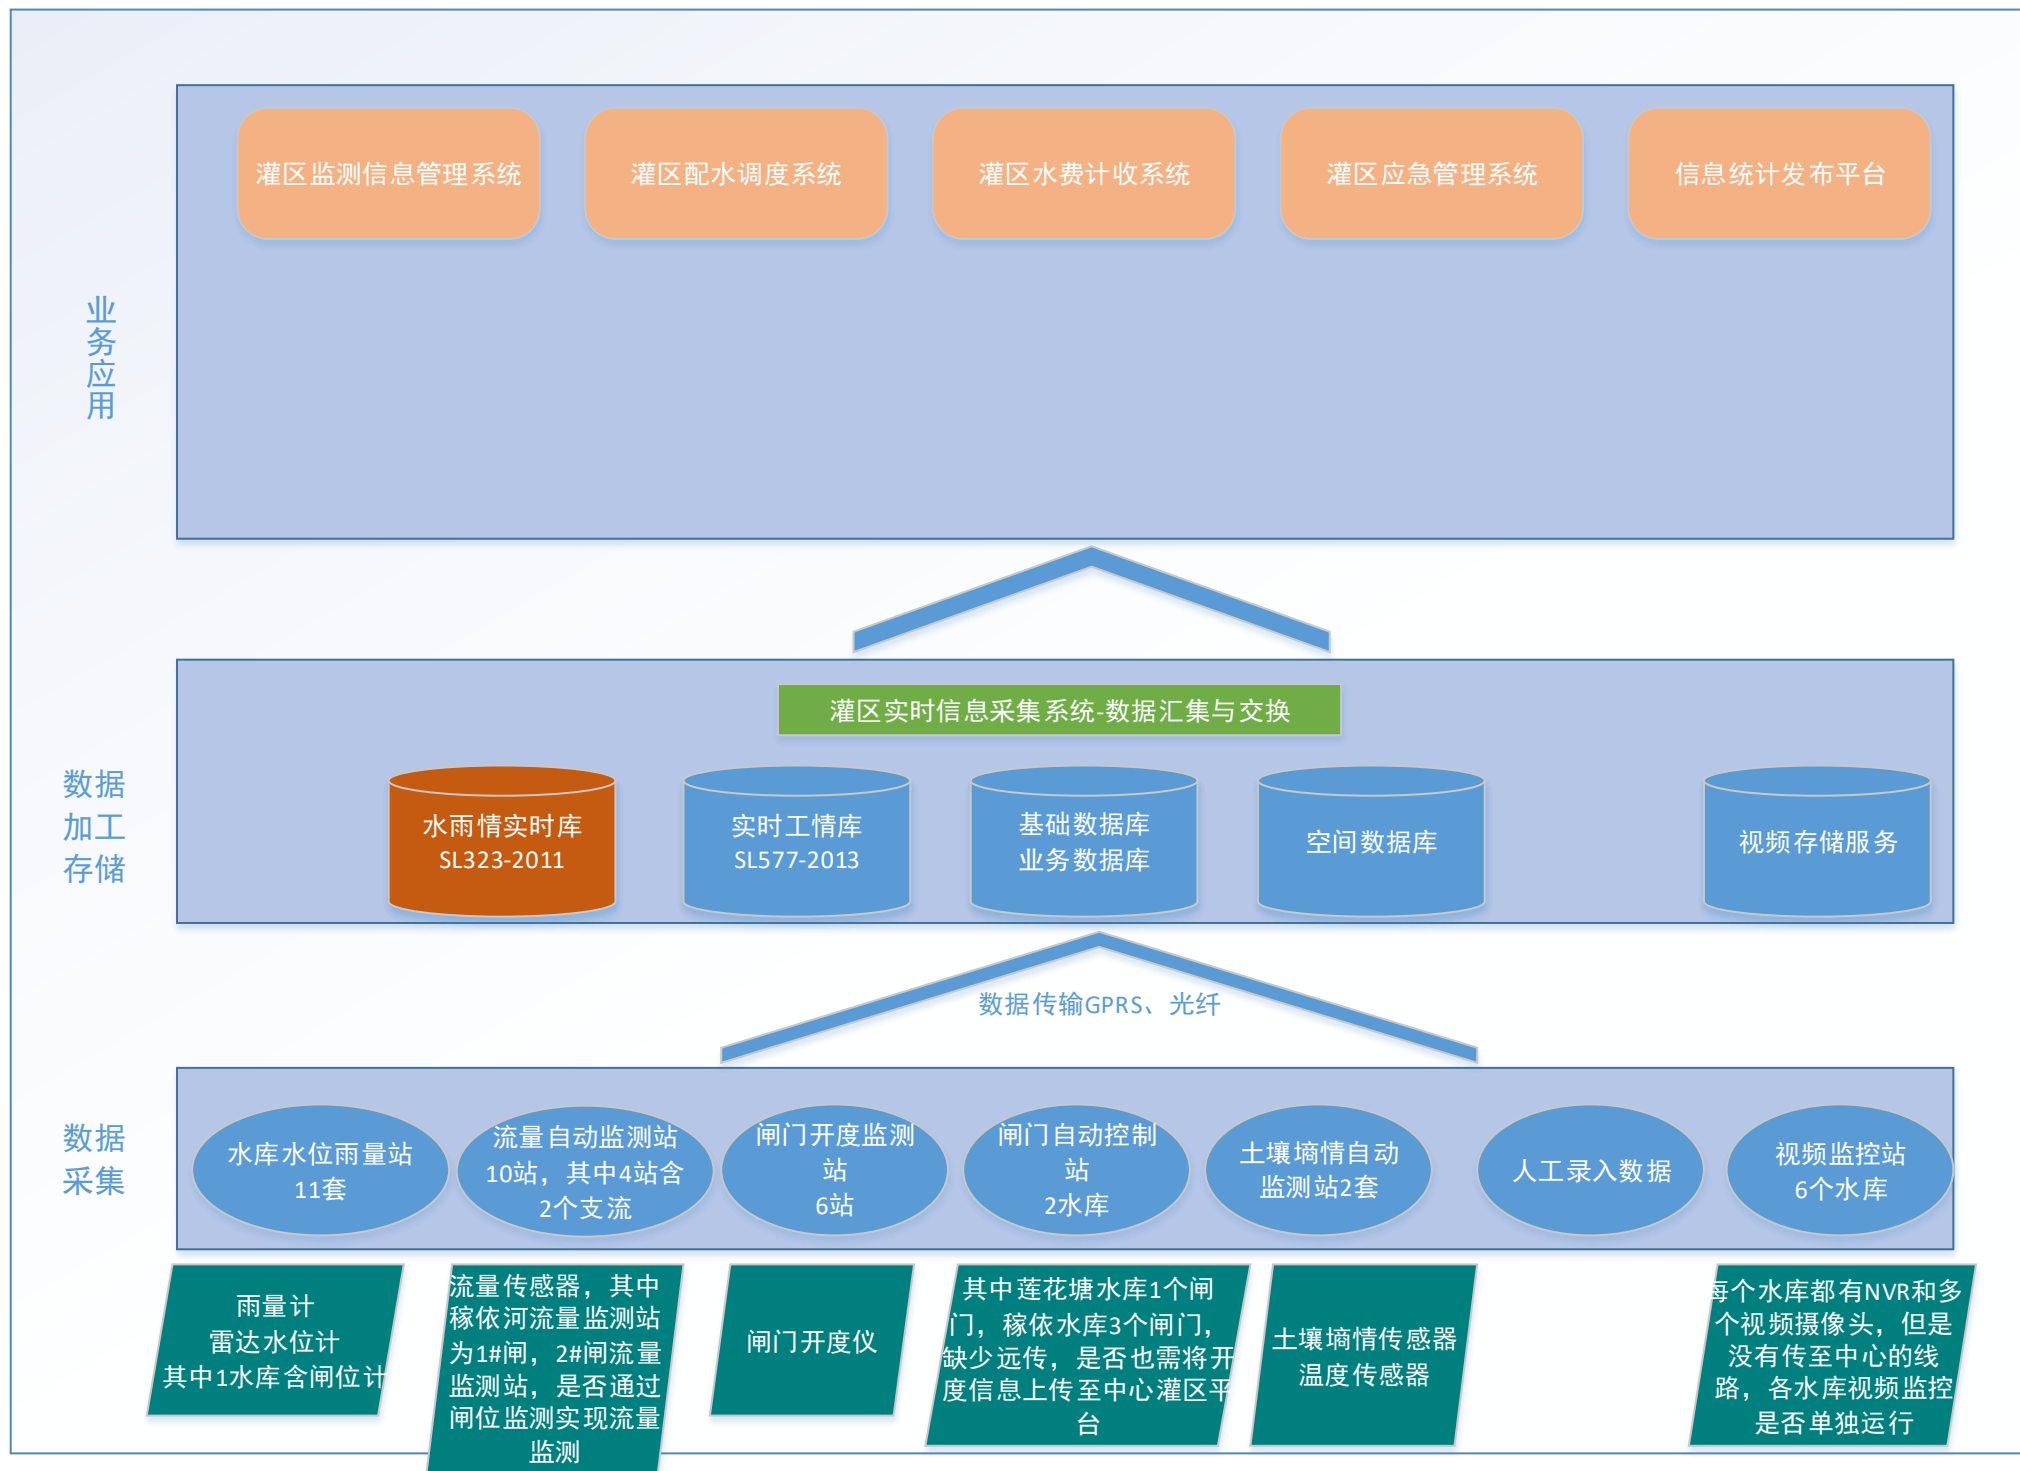 灌区监测信息管理系统
灌区配水调度系统
灌区水费计收系统
灌区应急管理系统
信息统计发布平台
业
务
应
用
灌区实时信息采集系统-数据汇集与交换
数据
加工
存储
水雨情实时库
SL323-2011
实时工情库
SL577-2013
基础数据库
业务数据库
空间数据库
视频存储服务
数据传输GPRS、光纤
数据
采集
水库水位雨量站
11套
流量自动监测站
10站，其中4站含
2个支流
闸门开度监测
站
6站
闸门自动控制
站
2水库
土壤墒情自动
监测站2套
人工录入数据
视频监控站
6个水库
雨量计
雷达水位计
其中1水库含闸位计
流量传感器，其中
稼依河流量监测站
为1#闸，2#闸流量
监测站，是否通过
闸位监测实现流量
监测
闸门开度仪
其中莲花塘水库1个闸
门，稼依水库3个闸门，
缺少远传，是否也需将开
度信息上传至中心灌区平
台
土壤墒情传感器
温度传感器
每个水库都有NVR和多
个视频摄像头，但是
没有传至中心的线
路，各水库视频监控
是否单独运行